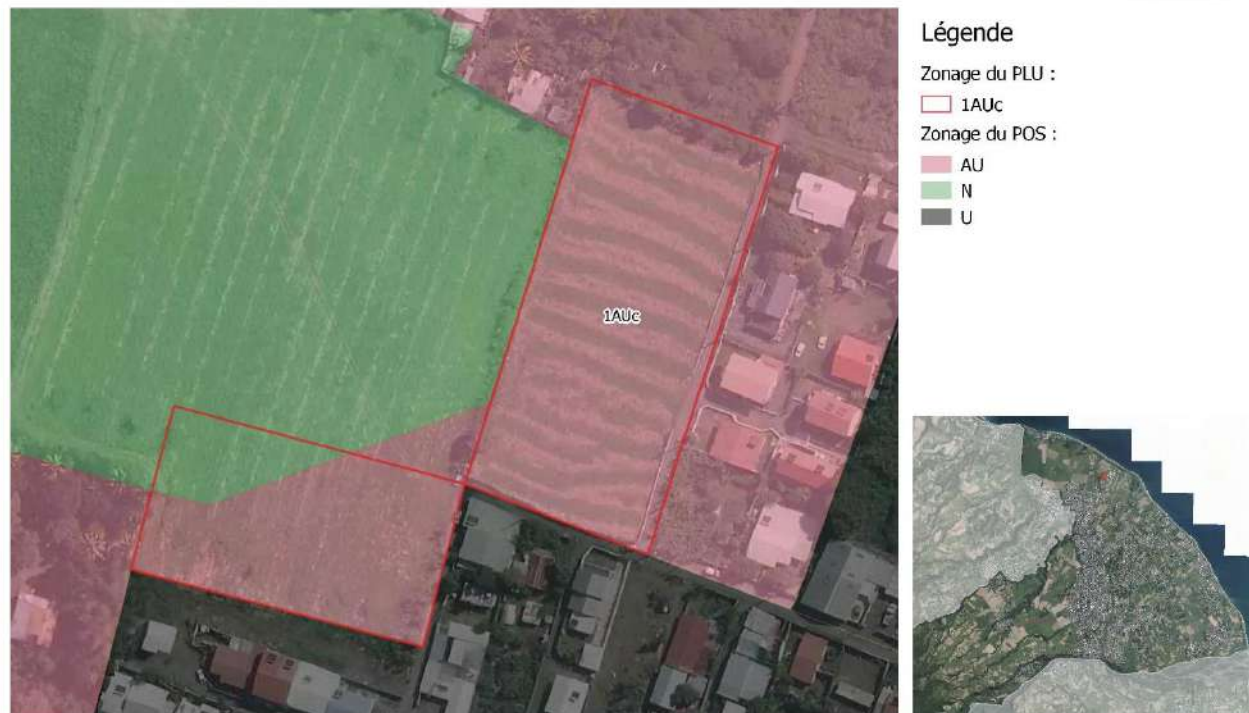 Légende
Zonage du PLU :
1AUc
Zonage du POS :
AU
N
U
1AUc